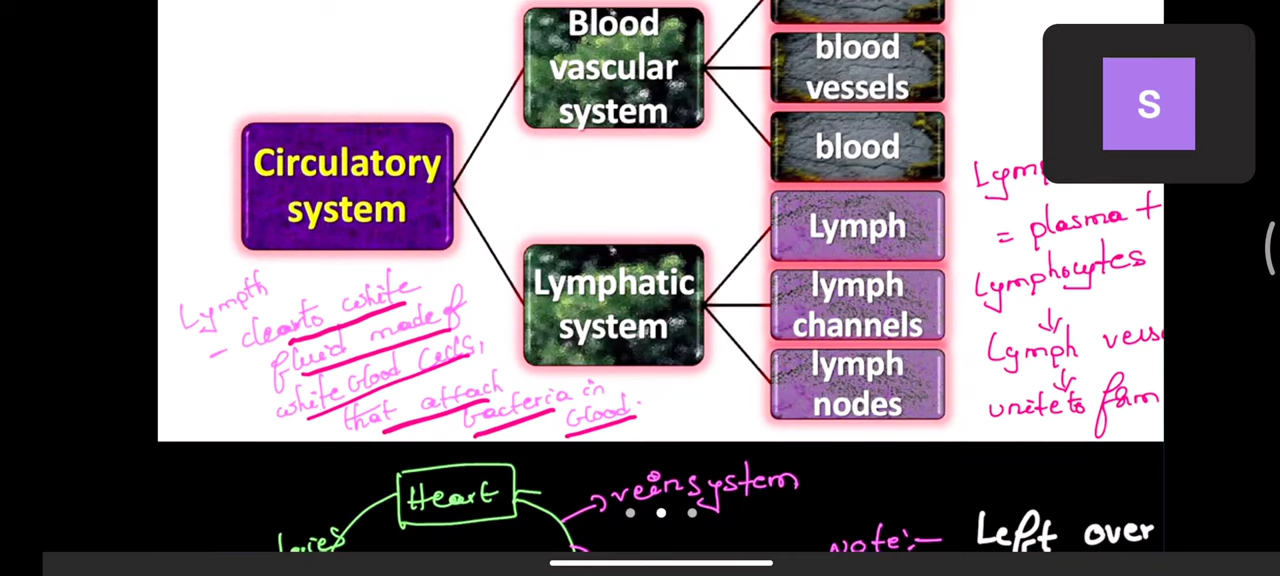 Blood
vascular
system
blood
vessels
blood
Circulatory
system
Lymphatic
system
Lymph
lymph
channels
lymph
nodes
S
= plasma +
Lymphocytes
Lymph
unite to form
Lymph
- clear to white
fluid made of
white blood cells,
that attack
bacteria in
blood.
Heart
vein system
Note:-
Left over